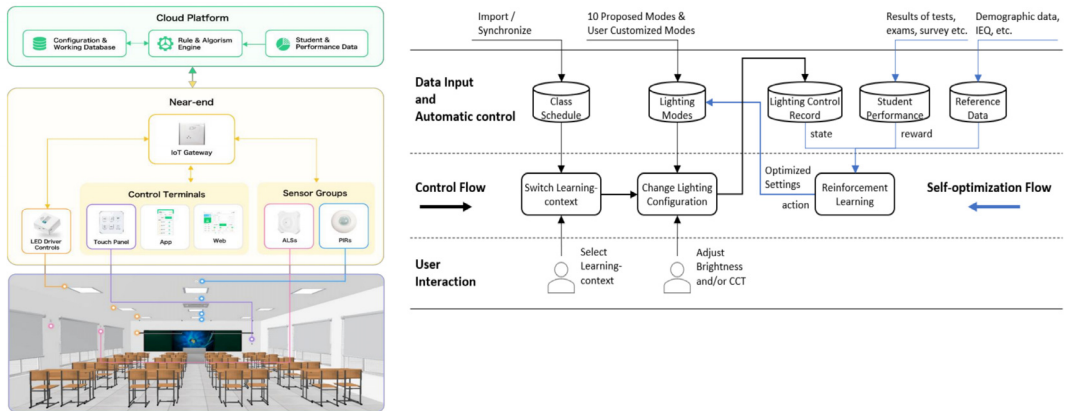 Cloud Platform
Configuration &
Working Database
Rule & Algorism
Engine
Student &
Performance Data
Near-end
IoT Gateway
Control Terminals
Sensor Groups
LED Driver
Controls
Touch Panel
App
Web
ALSs
PIRs
Import /
Synchronize
10 Proposed Modes &
User Customized Modes
Results of tests,
exams, survey etc.
Demographic data,
IEQ, etc.
Data Input
and
Automatic control
Class
Schedule
Lighting
Modes
Lighting Control
Record
Student
Performance
Reference
Data
state
reward
Control Flow
Switch Learning-
context
Change Lighting
Configuration
Optimized
Settings
action
Reinforcement
Learning
Self-optimization Flow
User
Interaction
Select
Learning-
context
Adjust
Brightness
and/or CCT